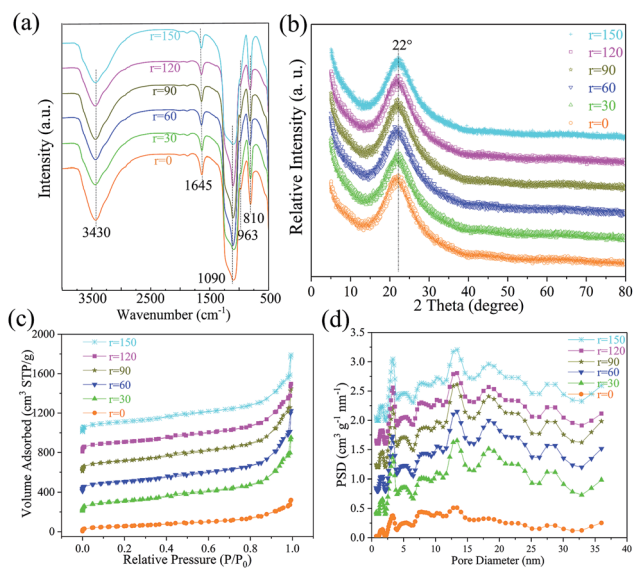 (a)
r=150
r=120
r=90
r=60
r=30
r=0
3430
1645
1090
963
810
3500 2500 1500 500
Wavenumber (cm-1)
Intensity (a.u.)
(b)
22°
r=150
r=120
r=90
r=60
r=30
r=0
0 10 20 30 40 50 60 70 80
2 Theta (degree)
Relative Intensity (a. u.)
(c)
r=150
r=120
r=90
r=60
r=30
r=0
2000
1600
1200
800
400
0
0.0 0.2 0.4 0.6 0.8 1.0
Relative Pressure (P/P0)
Volume Adsorbed (cm3 STP/g)
(d)
r=150
r=120
r=90
r=60
r=30
r=0
3.5
3.0
2.5
2.0
1.5
1.0
0.5
0.0
0 5 10 15 20 25 30 35 40
Pore Diameter (nm)
PSD (cm3 g-1 nm-1)